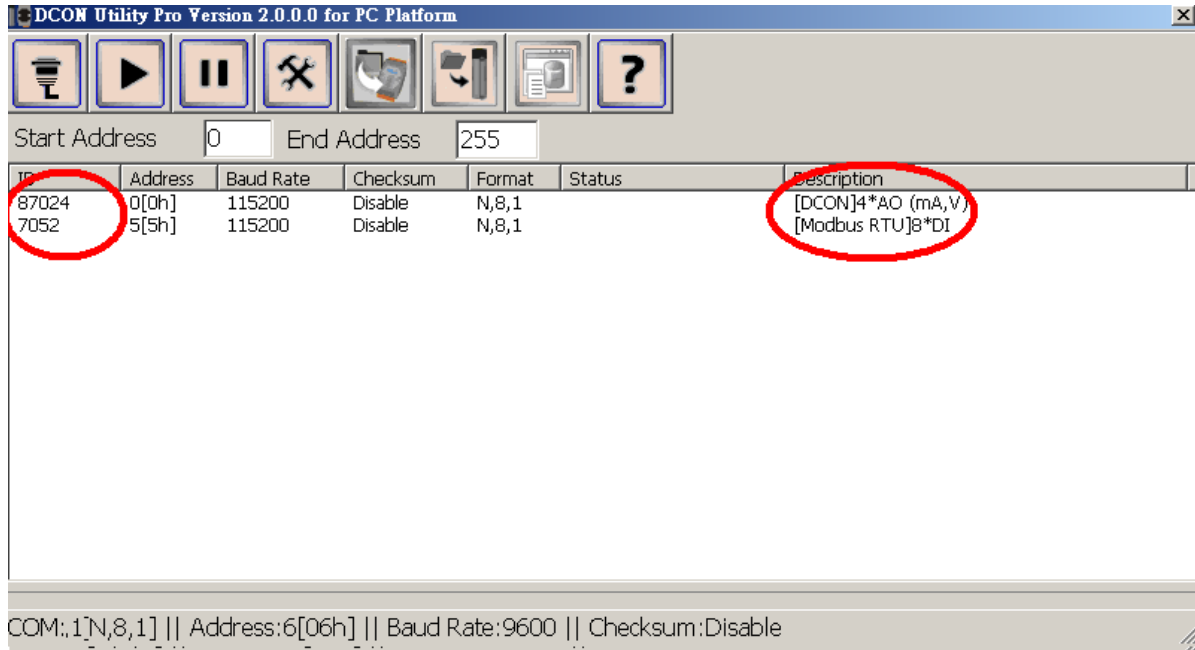 DCON Utility Pro Version 2.0.0.0 for PC Platform
?
Start Address 0 End Address 255
ID Address Baud Rate Checksum Format Status Description
87024 0[0h] 115200 Disable N,8,1 [DCON]4*AO (mA,V)
7052 5[5h] 115200 Disable N,8,1 [Modbus RTU]8*DI
COM:,1[N,8,1] || Address:6[06h] || Baud Rate:9600 || Checksum:Disable